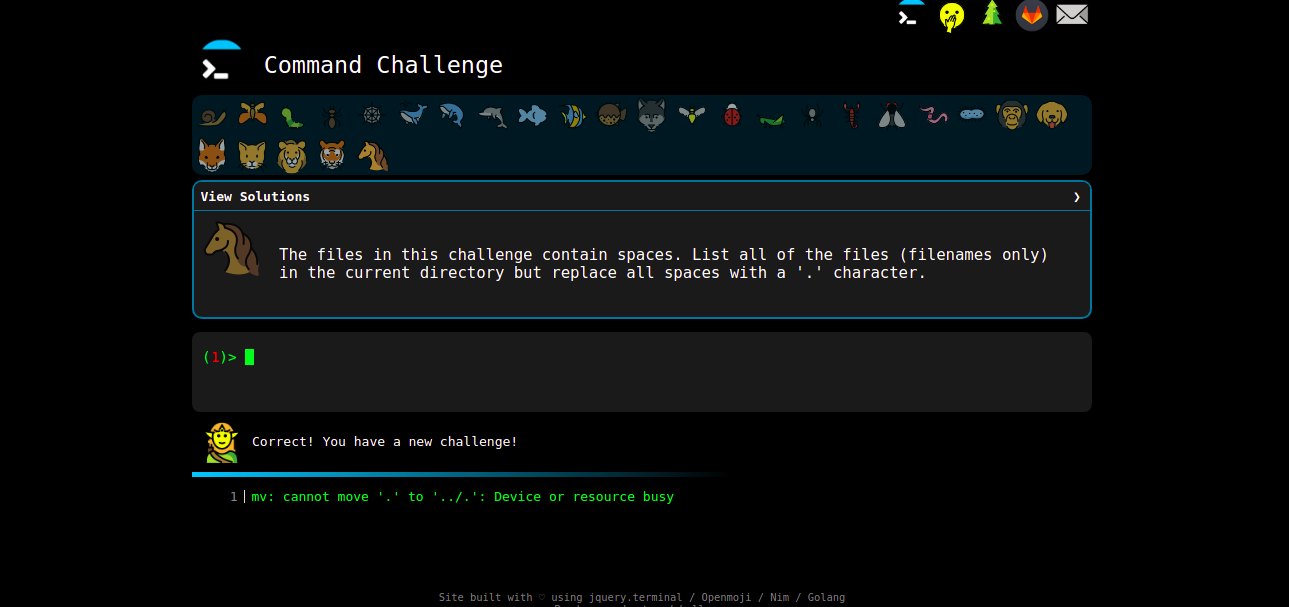 Command Challenge
View Solutions ❯
The files in this challenge contain spaces. List all of the files (filenames only)
in the current directory but replace all spaces with a '.' character.
(1)>
Correct! You have a new challenge!
1 mv: cannot move '.' to '../.': Device or resource busy
Site built with ♡ using jquery.terminal / Openmoji / Nim / Golang